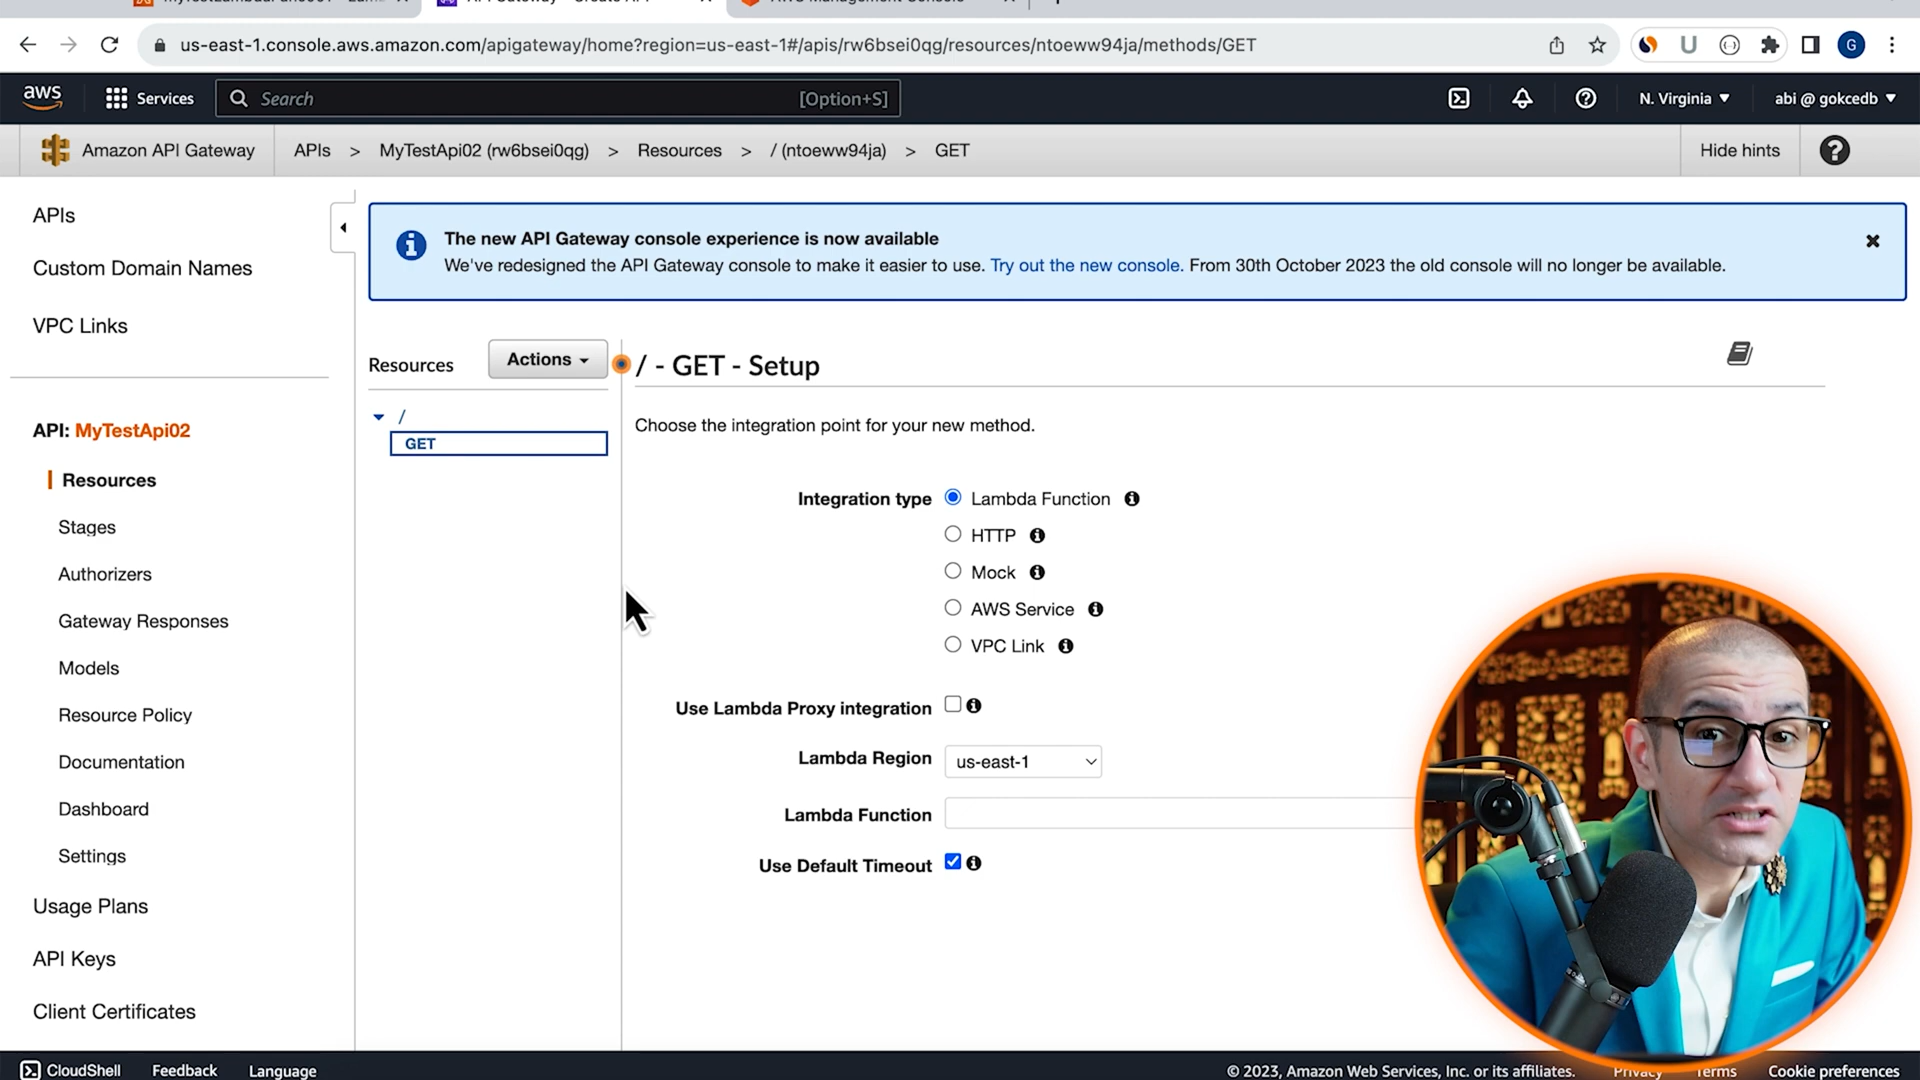 us-east-1.console.aws.amazon.com/apigateway/home?region=us-east-1#/apis/rw6bsei0qg/resources/ntoeww94ja/methods/GET
G
aws
Services
Search
[Option+S]
N. Virginia
abi @ gokcedb
Amazon API Gateway
APIs > MyTestApi02 (rw6bsei0qg) > Resources > / (ntoeww94ja) > GET
Hide hints
APIs
Custom Domain Names
VPC Links
API: MyTestApi02
Resources
Stages
Authorizers
Gateway Responses
Models
Resource Policy
Documentation
Dashboard
Settings
Usage Plans
API Keys
Client Certificates
The new API Gateway console experience is now available
We've redesigned the API Gateway console to make it easier to use. Try out the new console. From 30th October 2023 the old console will no longer be available.
Resources
Actions
/
GET
/ - GET - Setup
Choose the integration point for your new method.
Integration type
Lambda Function
HTTP
Mock
AWS Service
VPC Link
Use Lambda Proxy integration
Lambda Region
us-east-1
Lambda Function
Use Default Timeout
CloudShell
Feedback
Language
© 2023, Amazon Web Services, Inc. or its affiliates.
Privacy
Terms
Cookie preferences